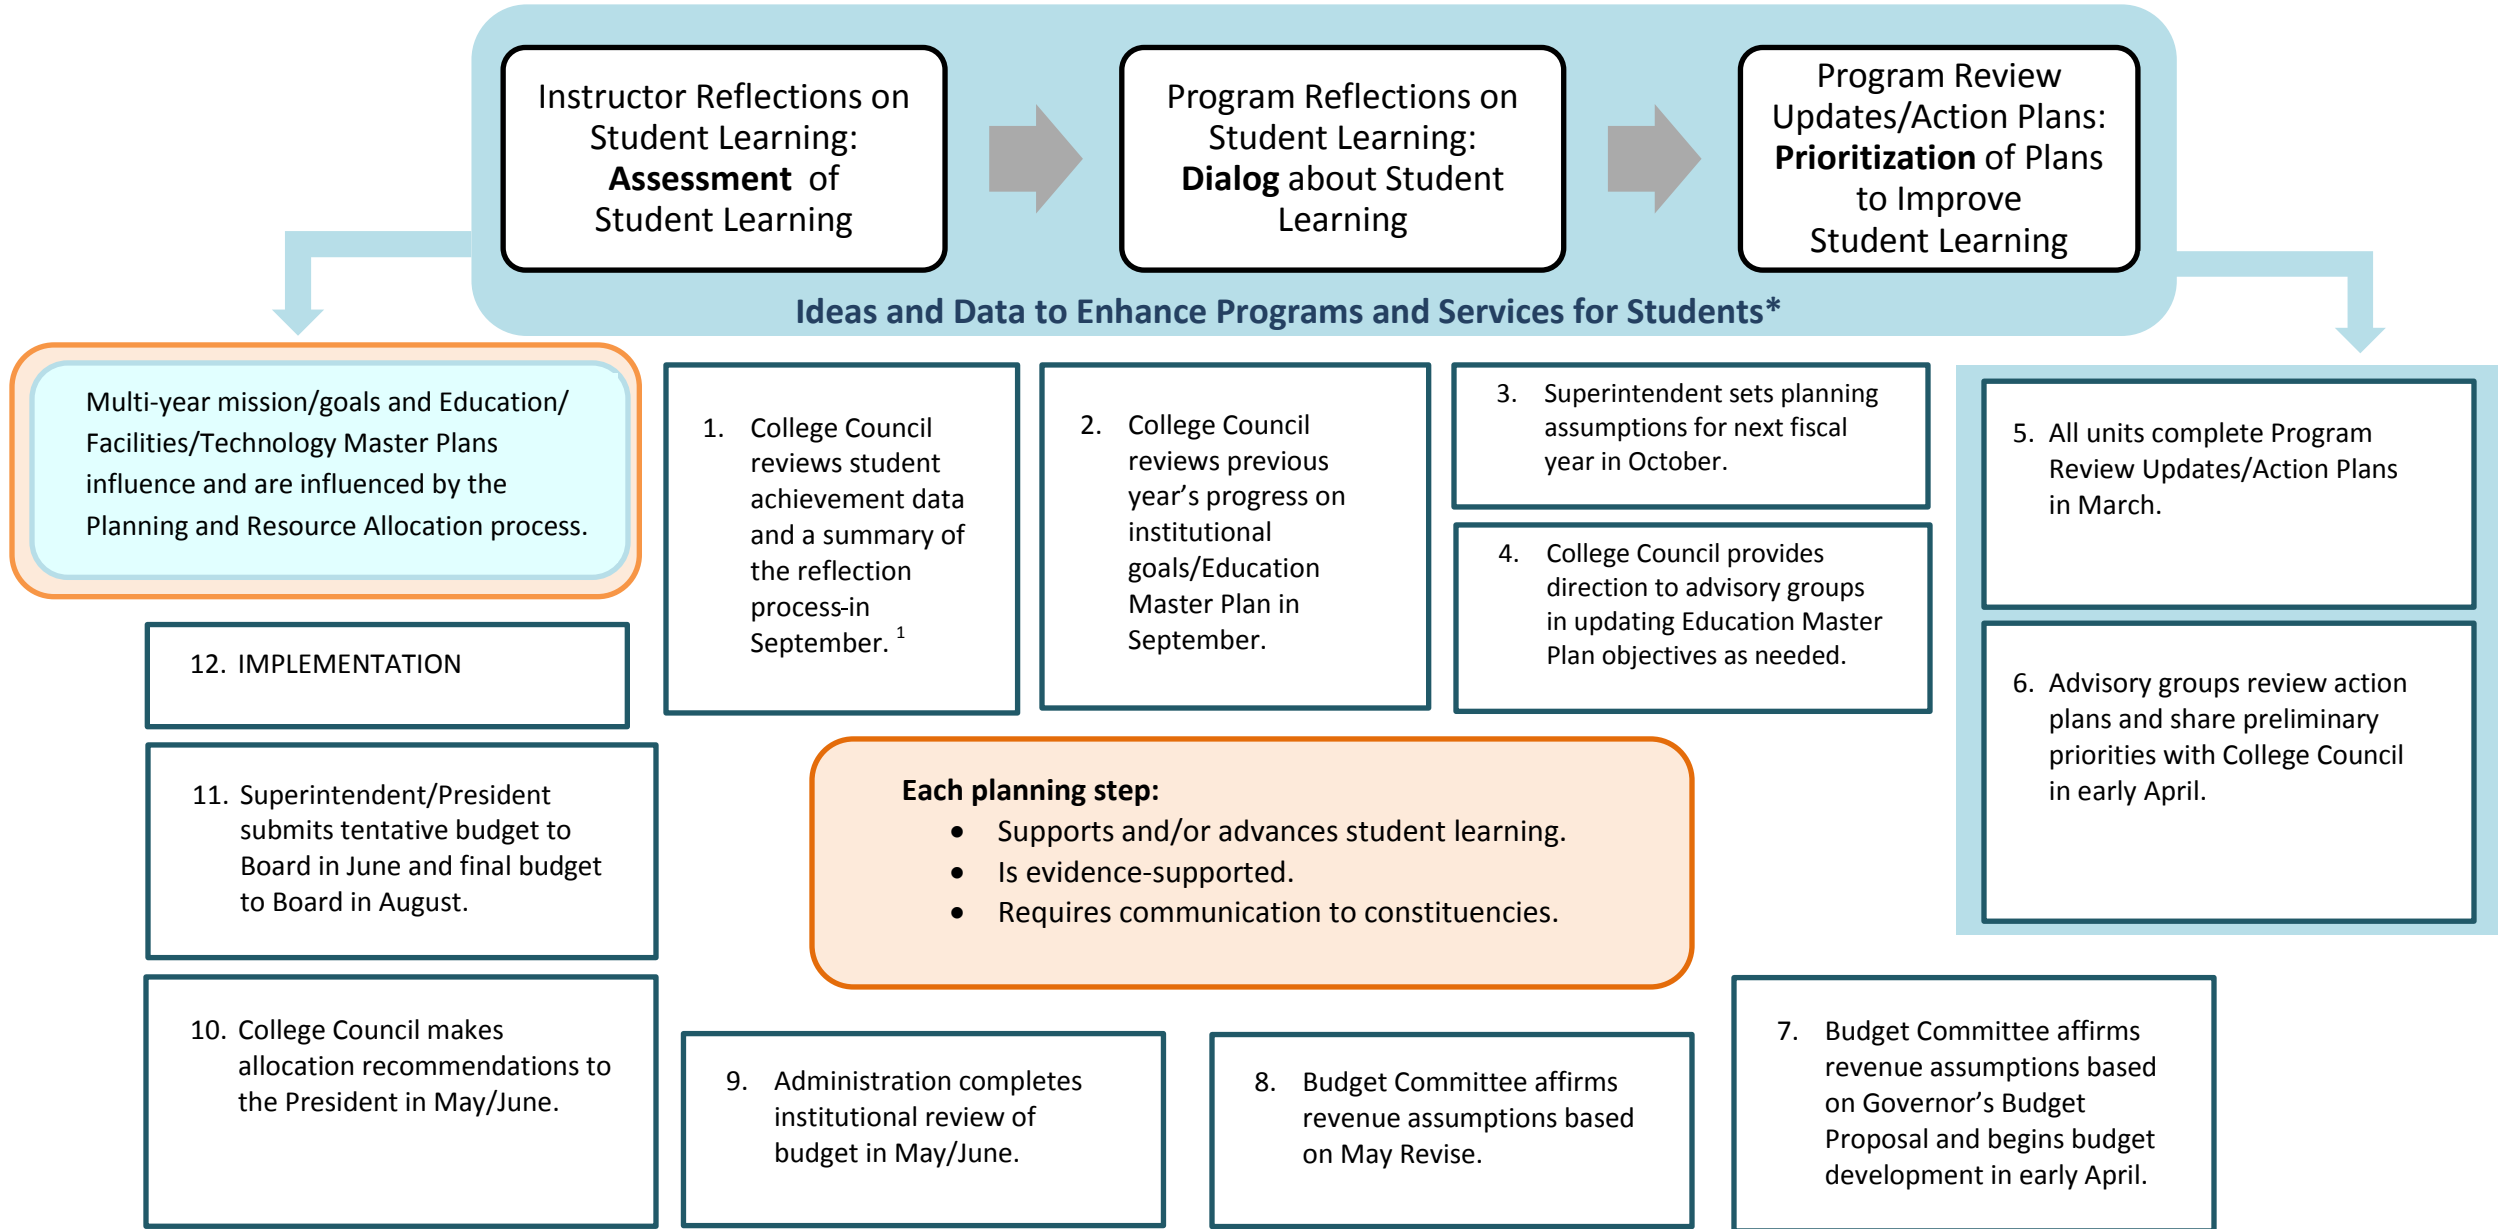 Instructor Reflections on
Student Learning:
Assessment of
Student Learning
Program Reflections on
Student Learning:
Dialog about Student
Learning
Program Review
Updates/Action Plans:
Prioritization of Plans
to Improve
Student Learning
Ideas and Data to Enhance Programs and Services for Students*
Multi-year mission/goals and Education/
Facilities/Technology Master Plans
influence and are influenced by the
Planning and Resource Allocation process.
1. College Council
reviews student
achievement data
and a summary of
the reflection
process-in
September. 1
2. College Council
reviews previous
year’s progress on
institutional
goals/Education
Master Plan in
September.
3. Superintendent sets planning
assumptions for next fiscal
year in October.
4. College Council provides
direction to advisory groups
in updating Education Master
Plan objectives as needed.
5. All units complete Program
Review Updates/Action Plans
in March.
6. Advisory groups review action
plans and share preliminary
priorities with College Council
in early April.
12. IMPLEMENTATION
11. Superintendent/President
submits tentative budget to
Board in June and final budget
to Board in August.
Each planning step:
• Supports and/or advances student learning.
• Is evidence-supported.
• Requires communication to constituencies.
10. College Council makes
allocation recommendations to
the President in May/June.
9. Administration completes
institutional review of
budget in May/June.
8. Budget Committee affirms
revenue assumptions based
on May Revise.
7. Budget Committee affirms
revenue assumptions based
on Governor’s Budget
Proposal and begins budget
development in early April.